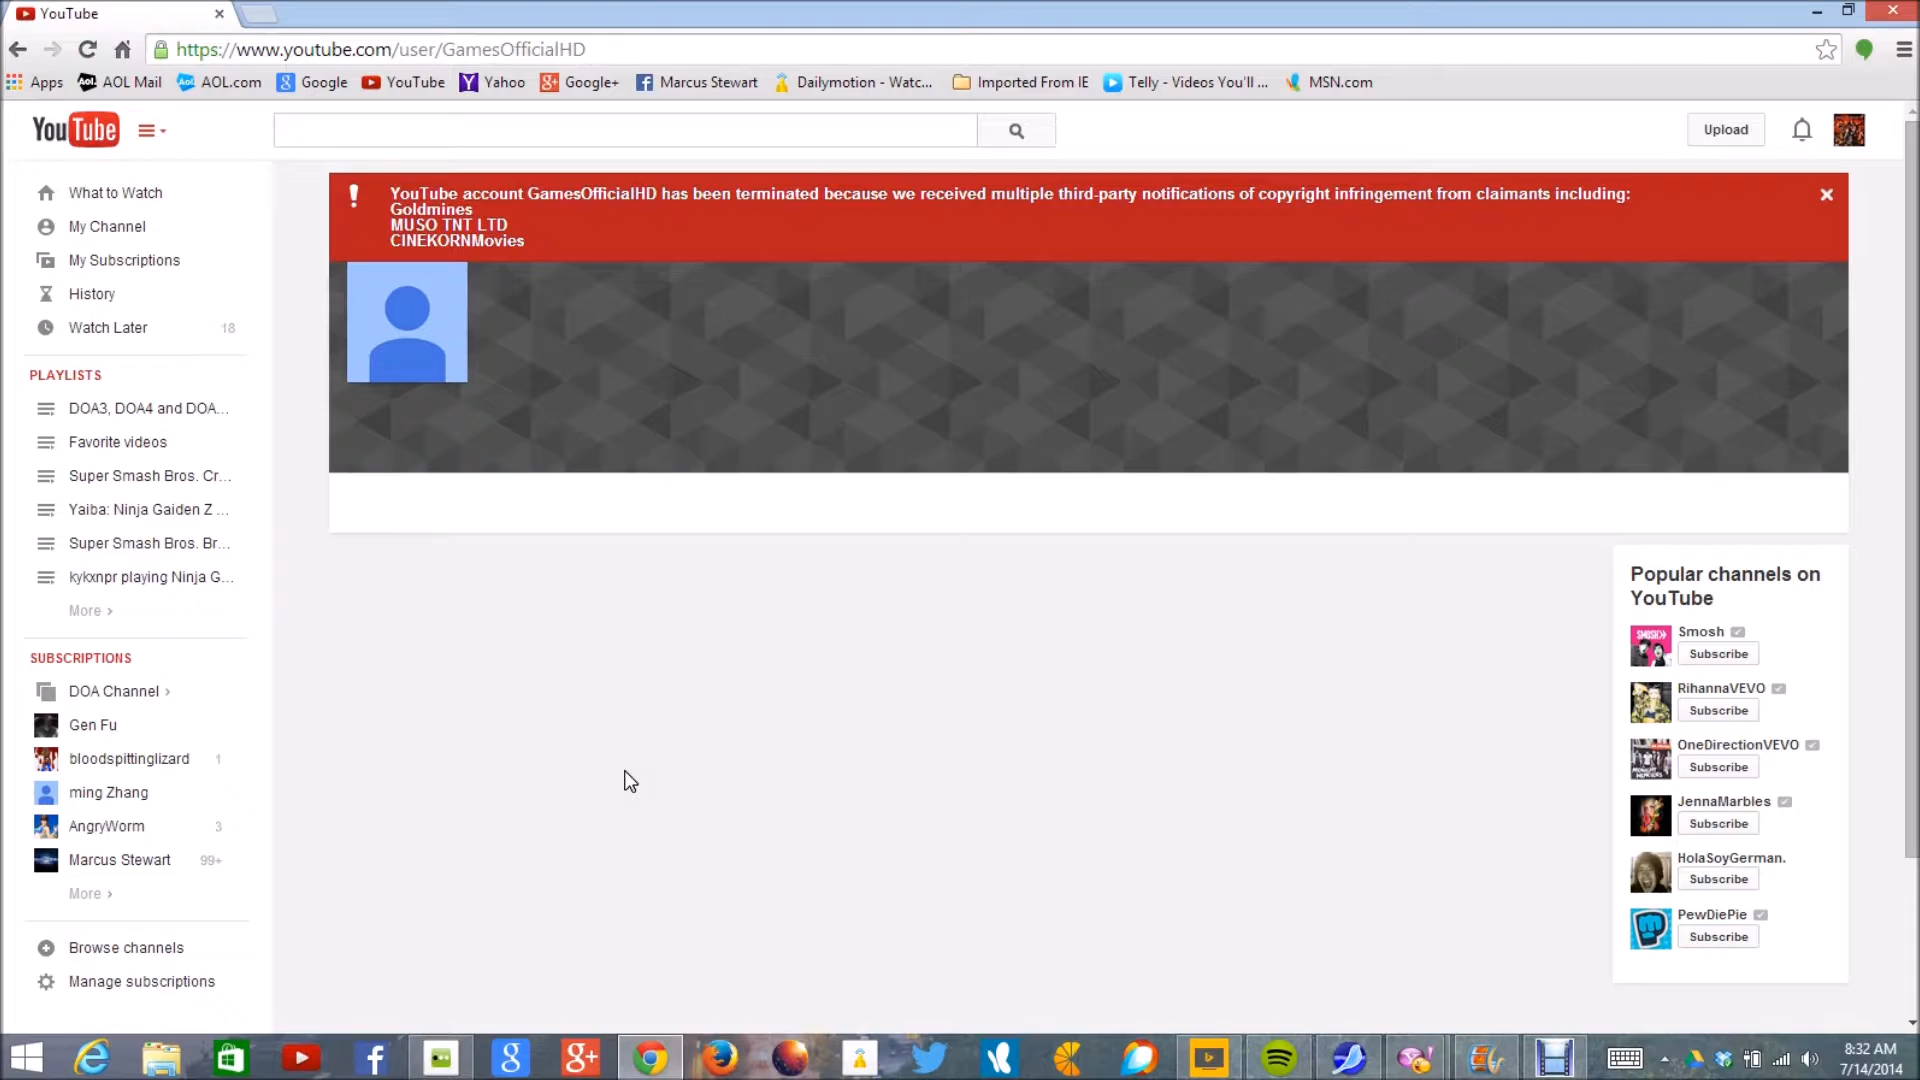 YouTube
https://www.youtube.com/user/GamesOfficialHD
Apps AOL Mail AOL.com Google YouTube Yahoo Google+ Marcus Stewart Dailymotion - Watc... Imported From IE Telly - Videos You'll ... MSN.com
YouTube Upload
What to Watch
My Channel
My Subscriptions
History
Watch Later 18
PLAYLISTS
DOA3, DOA4 and DOA...
Favorite videos
Super Smash Bros. Cr...
Yaiba: Ninja Gaiden Z ...
Super Smash Bros. Br...
kykxnpr playing Ninja G...
More ›
SUBSCRIPTIONS
DOA Channel ›
Gen Fu
bloodspittinglizard 1
ming Zhang
AngryWorm 3
Marcus Stewart 99+
More ›
Browse channels
Manage subscriptions
YouTube account GamesOfficialHD has been terminated because we received multiple third-party notifications of copyright infringement from claimants including:
Goldmines
MUSO TNT LTD
CINEKORNMovies
Popular channels on
YouTube
Smosh
Subscribe
RihannaVEVO
Subscribe
OneDirectionVEVO
Subscribe
JennaMarbles
Subscribe
HolaSoyGerman.
Subscribe
PewDiePie
Subscribe
8:32 AM
7/14/2014